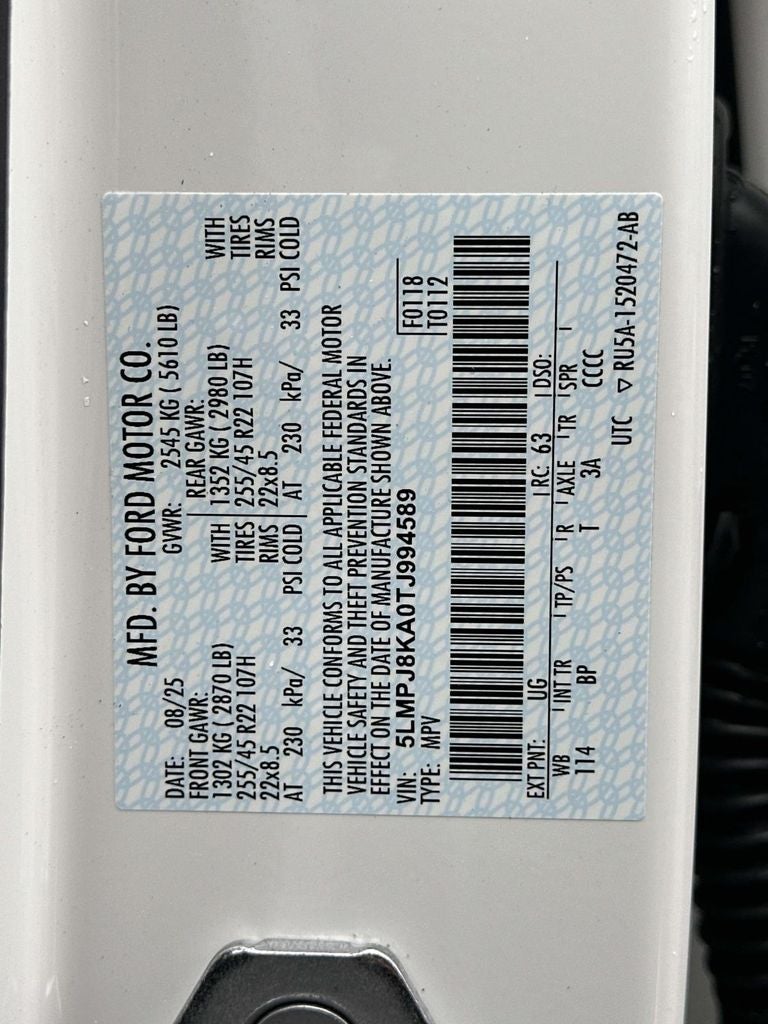 MFD. BY FORD MOTOR CO.
DATE: 08/25 GVWR: 2545 KG ( 5610 LB)
FRONT GAWR: REAR GAWR:
1302 KG ( 2870 LB) WITH 1352 KG ( 2980 LB) WITH
255/45 R22 107H TIRES 255/45 R22 107H TIRES
22x8.5 RIMS 22x8.5 RIMS
AT 230 kPa/ 33 PSI COLD AT 230 kPa/ 33 PSI COLD
THIS VEHICLE CONFORMS TO ALL APPLICABLE FEDERAL MOTOR
VEHICLE SAFETY AND THEFT PREVENTION STANDARDS IN
EFFECT ON THE DATE OF MANUFACTURE SHOWN ABOVE.
VIN: 5LMPJ8KA0TJ994589 F0118
TYPE: MPV T0112
EXT PNT: UG RC: 63 DSO:
WB INT TR TP/PS R AXLE TR SPR
114 BP T 3A CCCC
UTC ▽ RU5A-1520472-AB